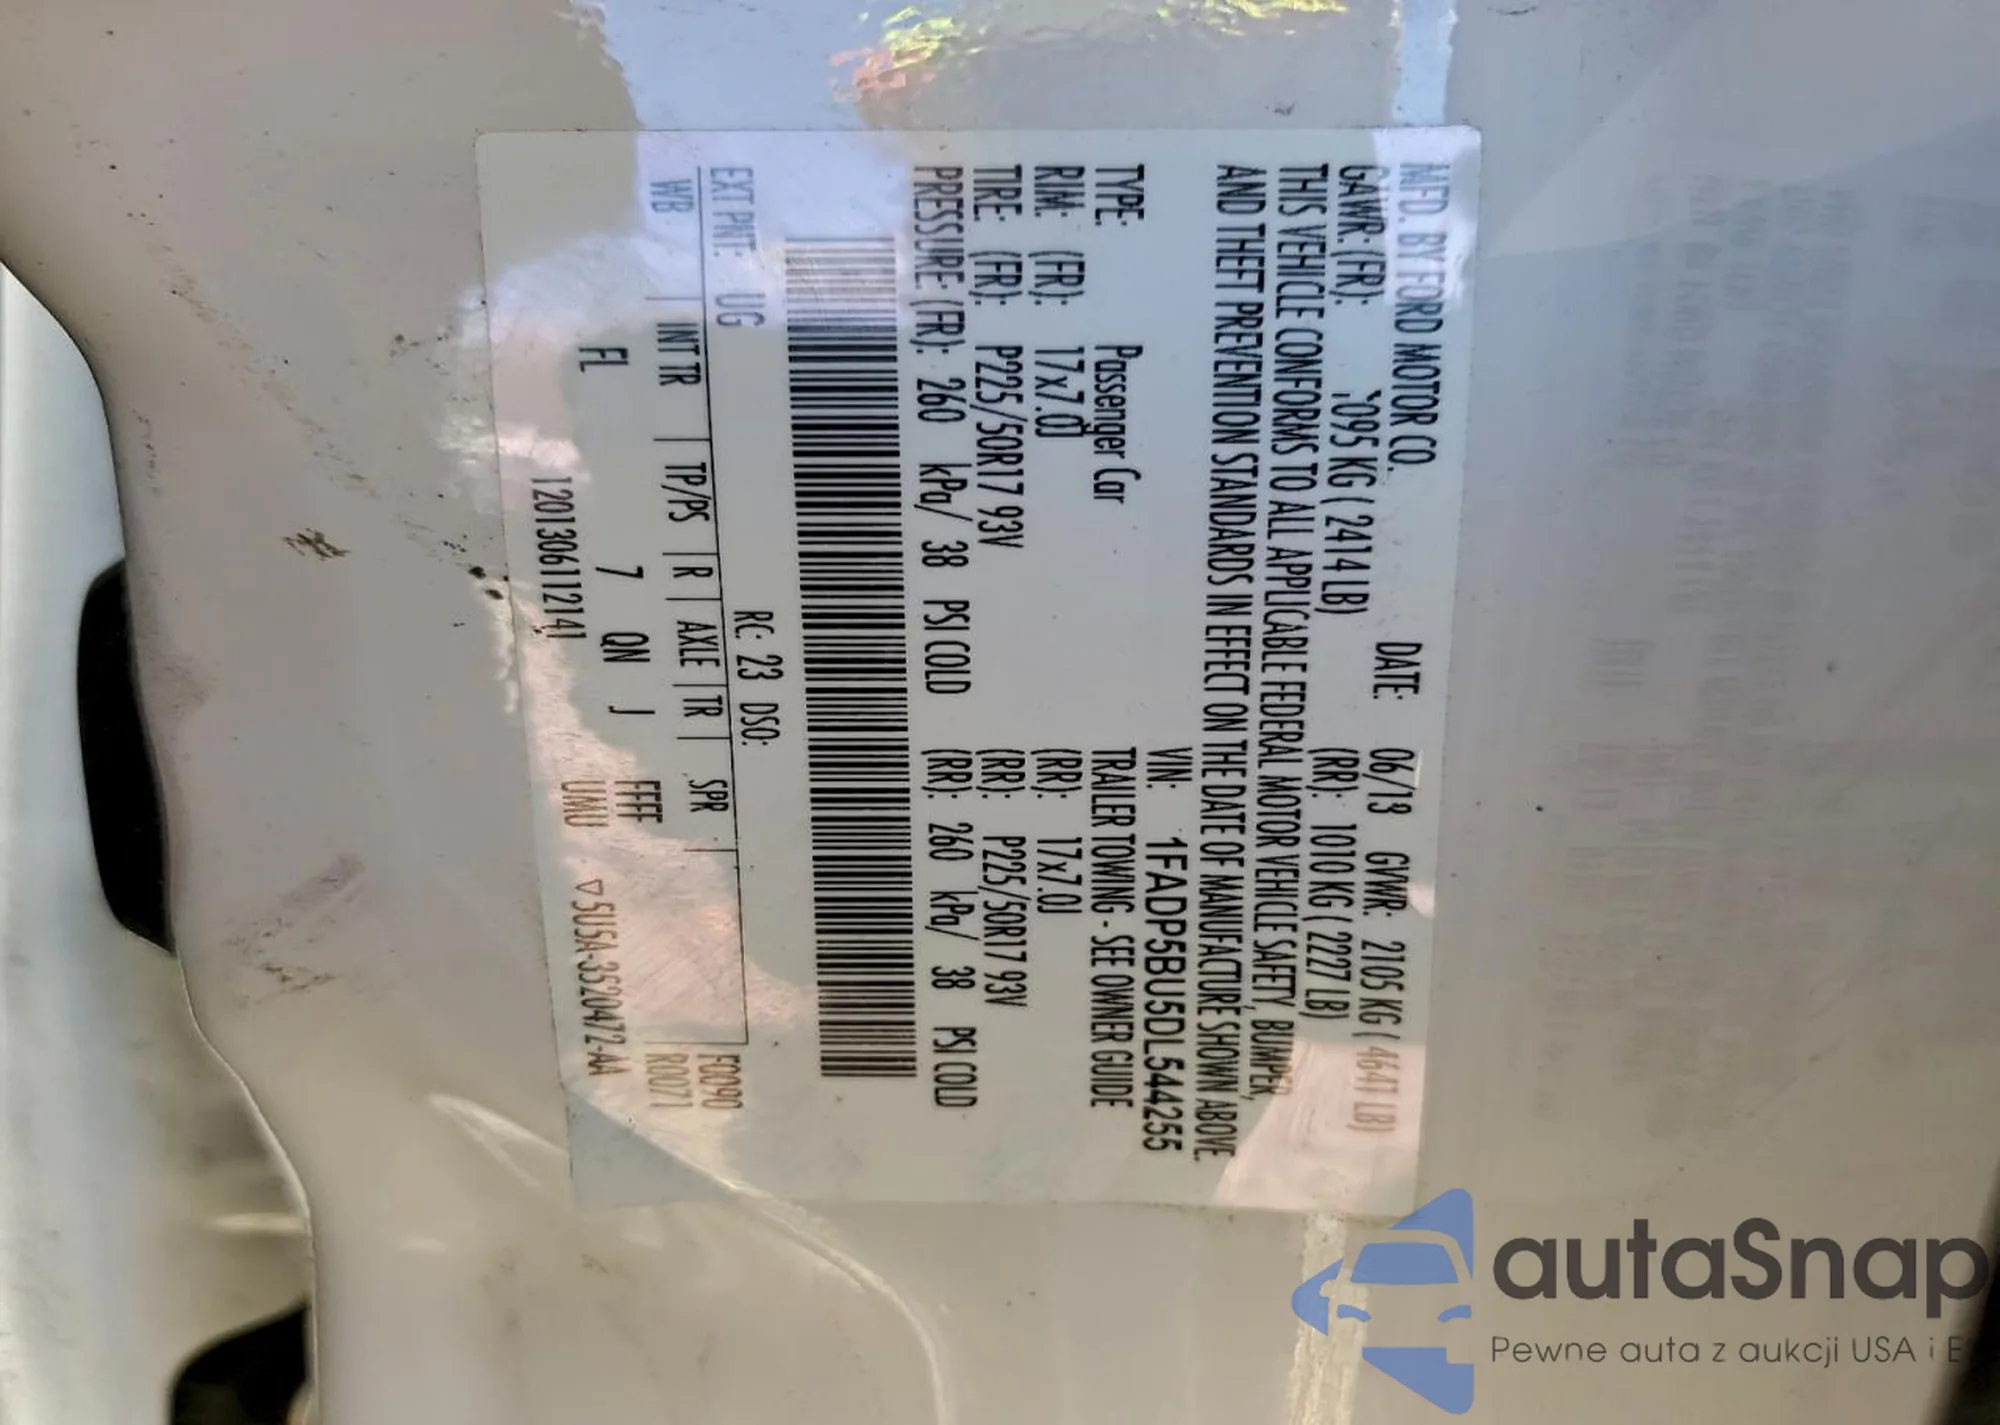 MFD. BY FORD MOTOR CO.
DATE: 06/13 GVWR: 2105 KG ( 4641 LB)
GAWR: (FR): 095 KG ( 2414 LB) (RR): 1010 KG ( 2227 LB)
THIS VEHICLE CONFORMS TO ALL APPLICABLE FEDERAL MOTOR VEHICLE SAFETY, BUMPER,
AND THEFT PREVENTION STANDARDS IN EFFECT ON THE DATE OF MANUFACTURE SHOWN ABOVE.
VIN: 1FADP5BU5DL544255
TYPE: Passenger Car TRAILER TOWING - SEE OWNER GUIDE
RIM: (FR): 17x7.0J (RR): 17x7.0J
TIRE: (FR): P225/50R17 93V (RR): P225/50R17 93V
PRESSURE: (FR): 260 kPa/ 38 PSI COLD (RR): 260 kPa/ 38 PSI COLD
EXT PNT: UG RC: 23 DSO: F0090
WB | INT TR | TP/PS | R | AXLE | TR | SPR | R0071
FL 7 QN J FFFF
UMU
12013061112141 ▽5U5A-3520472-AA
autaSnap
Pewne auta z aukcji USA i E